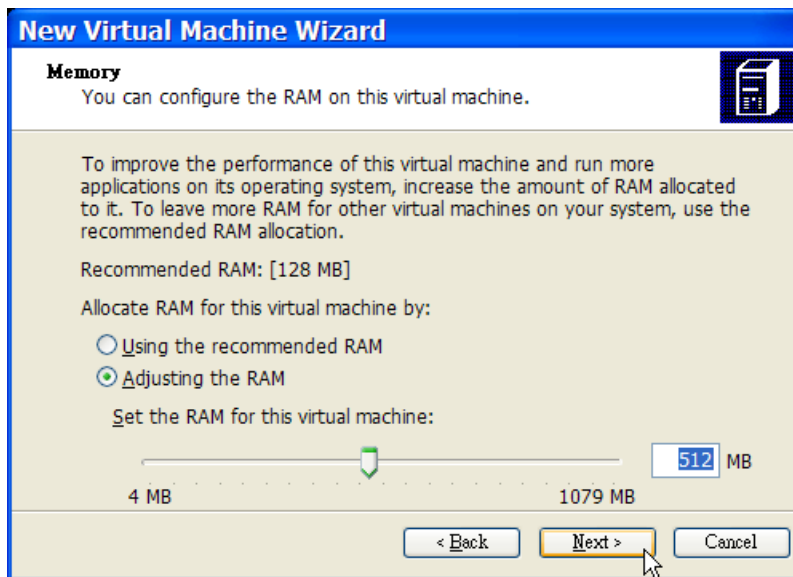 New Virtual Machine Wizard
Memory
You can configure the RAM on this virtual machine.
To improve the performance of this virtual machine and run more
applications on its operating system, increase the amount of RAM allocated
to it. To leave more RAM for other virtual machines on your system, use the
recommended RAM allocation.
Recommended RAM: [128 MB]
Allocate RAM for this virtual machine by:
Using the recommended RAM
Adjusting the RAM
Set the RAM for this virtual machine:
512 MB
4 MB 1079 MB
< Back Next > Cancel